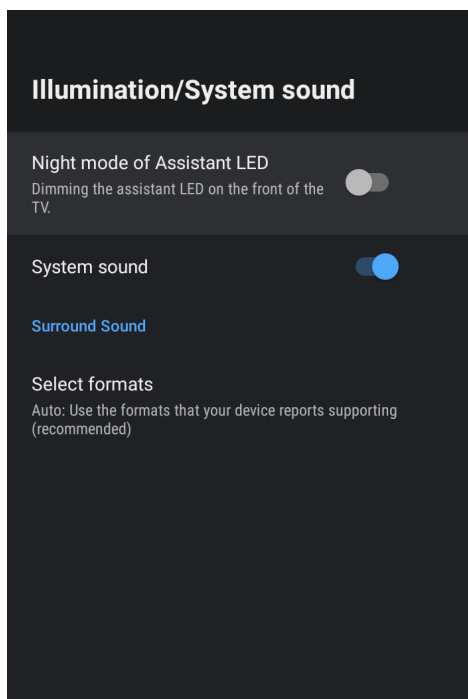 Illumination/System sound
Night mode of Assistant LED
Dimming the assistant LED on the front of the
TV.
System sound
Surround Sound
Select formats
Auto: Use the formats that your device reports supporting
(recommended)